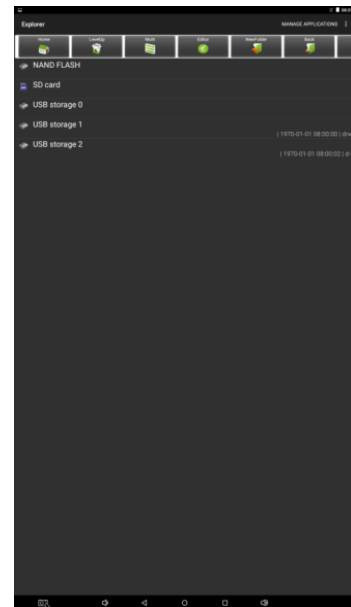 Explorer MANAGE APPLICATIONS
Home LevelUp Multi Editor NewFolder Back
NAND FLASH
SD card
USB storage 0
USB storage 1
| 1970-01-01 08:00:00 |
USB storage 2
| 1970-01-01 08:00:02 |